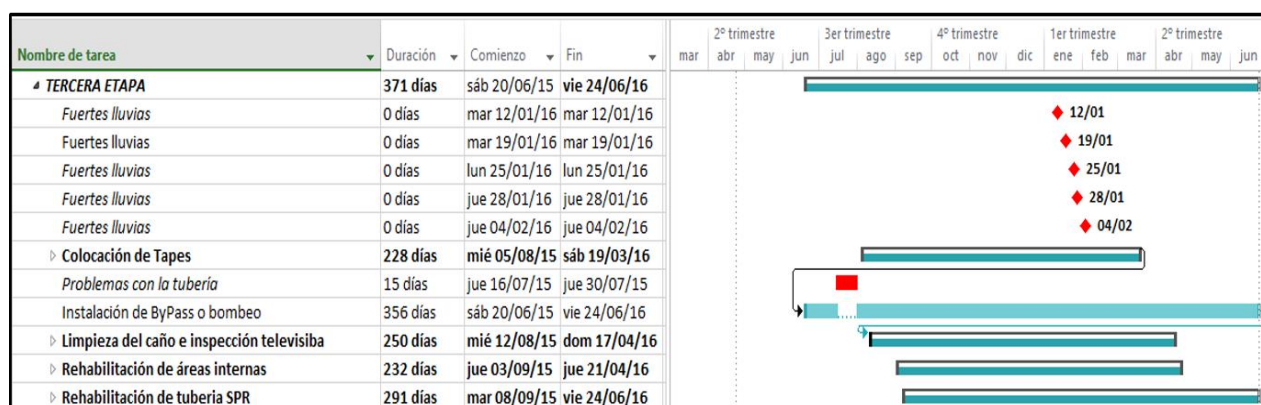 2º trimestre 3er trimestre 4º trimestre 1er trimestre 2º trimestre
Nombre de tarea Duración Comienzo Fin mar abr may jun jul ago sep oct nov dic ene feb mar abr may jun
TERCERA ETAPA 371 días sáb 20/06/15 vie 24/06/16
Fuertes lluvias 0 días mar 12/01/16 mar 12/01/16 12/01
Fuertes lluvias 0 días mar 19/01/16 mar 19/01/16 19/01
Fuertes lluvias 0 días lun 25/01/16 lun 25/01/16 25/01
Fuertes lluvias 0 días jue 28/01/16 jue 28/01/16 28/01
Fuertes lluvias 0 días jue 04/02/16 jue 04/02/16 04/02
Colocación de Tapes 228 días mié 05/08/15 sáb 19/03/16
Problemas con la tubería 15 días jue 16/07/15 jue 30/07/15
Instalación de ByPass o bombeo 356 días sáb 20/06/15 vie 24/06/16
Limpieza del caño e inspección televisiba 250 días mié 12/08/15 dom 17/04/16
Rehabilitación de áreas internas 232 días jue 03/09/15 jue 21/04/16
Rehabilitación de tuberia SPR 291 días mar 08/09/15 vie 24/06/16